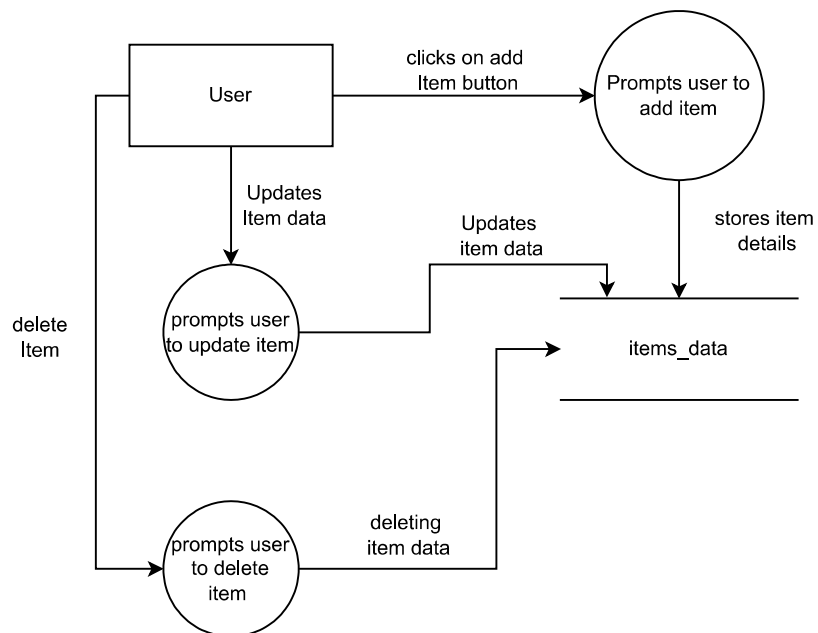 clicks on add
Item button
User
Prompts user to
add item
Updates
Item data
Updates
item data
stores item
details
delete
Item
prompts user
to update item
items_data
deleting
item data
prompts user
to delete
item